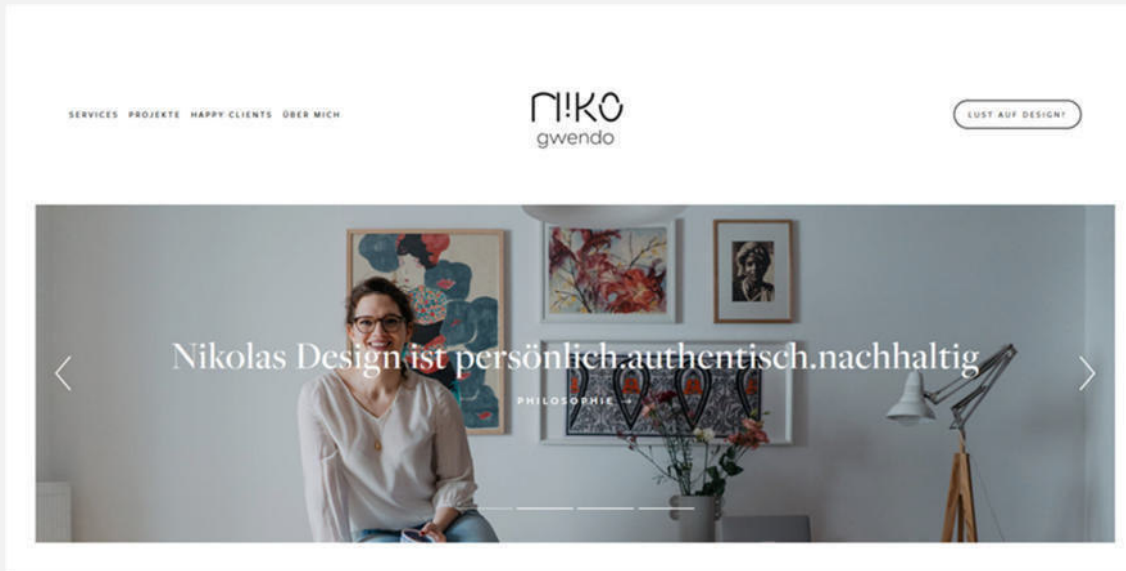 SERVICES PROJEKTE HAPPY CLIENTS ÜBER MICH
N!KO
gwendo
LUST AUF DESIGN?
Nikolas Design ist persönlich.authentisch.nachhaltig
PHILOSOPHIE →